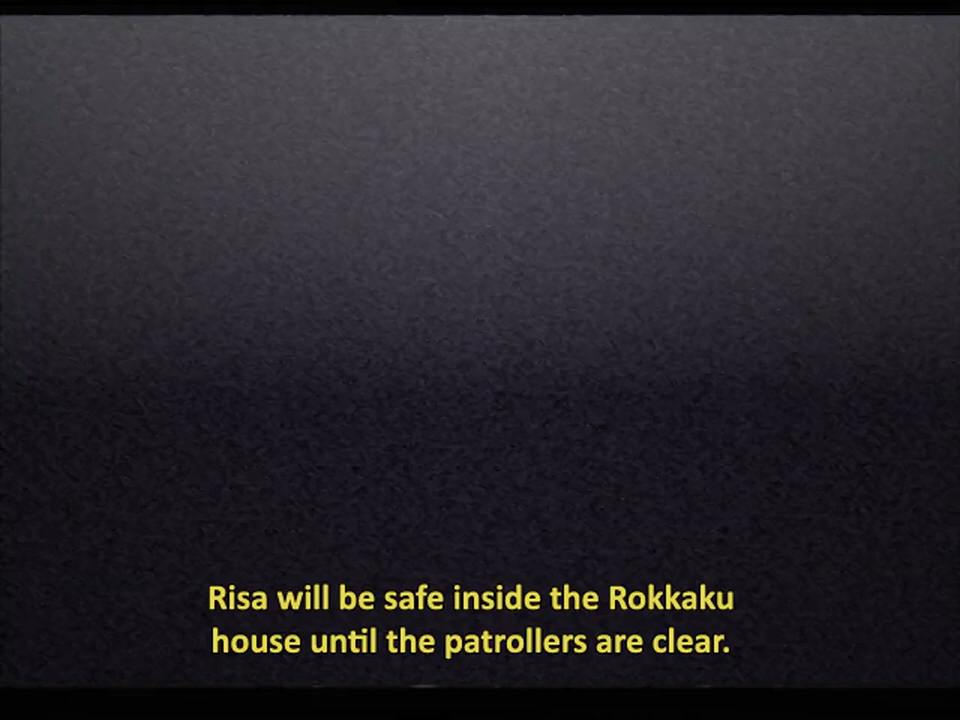 Risa will be safe inside the Rokkaku
house until the patrollers are clear.